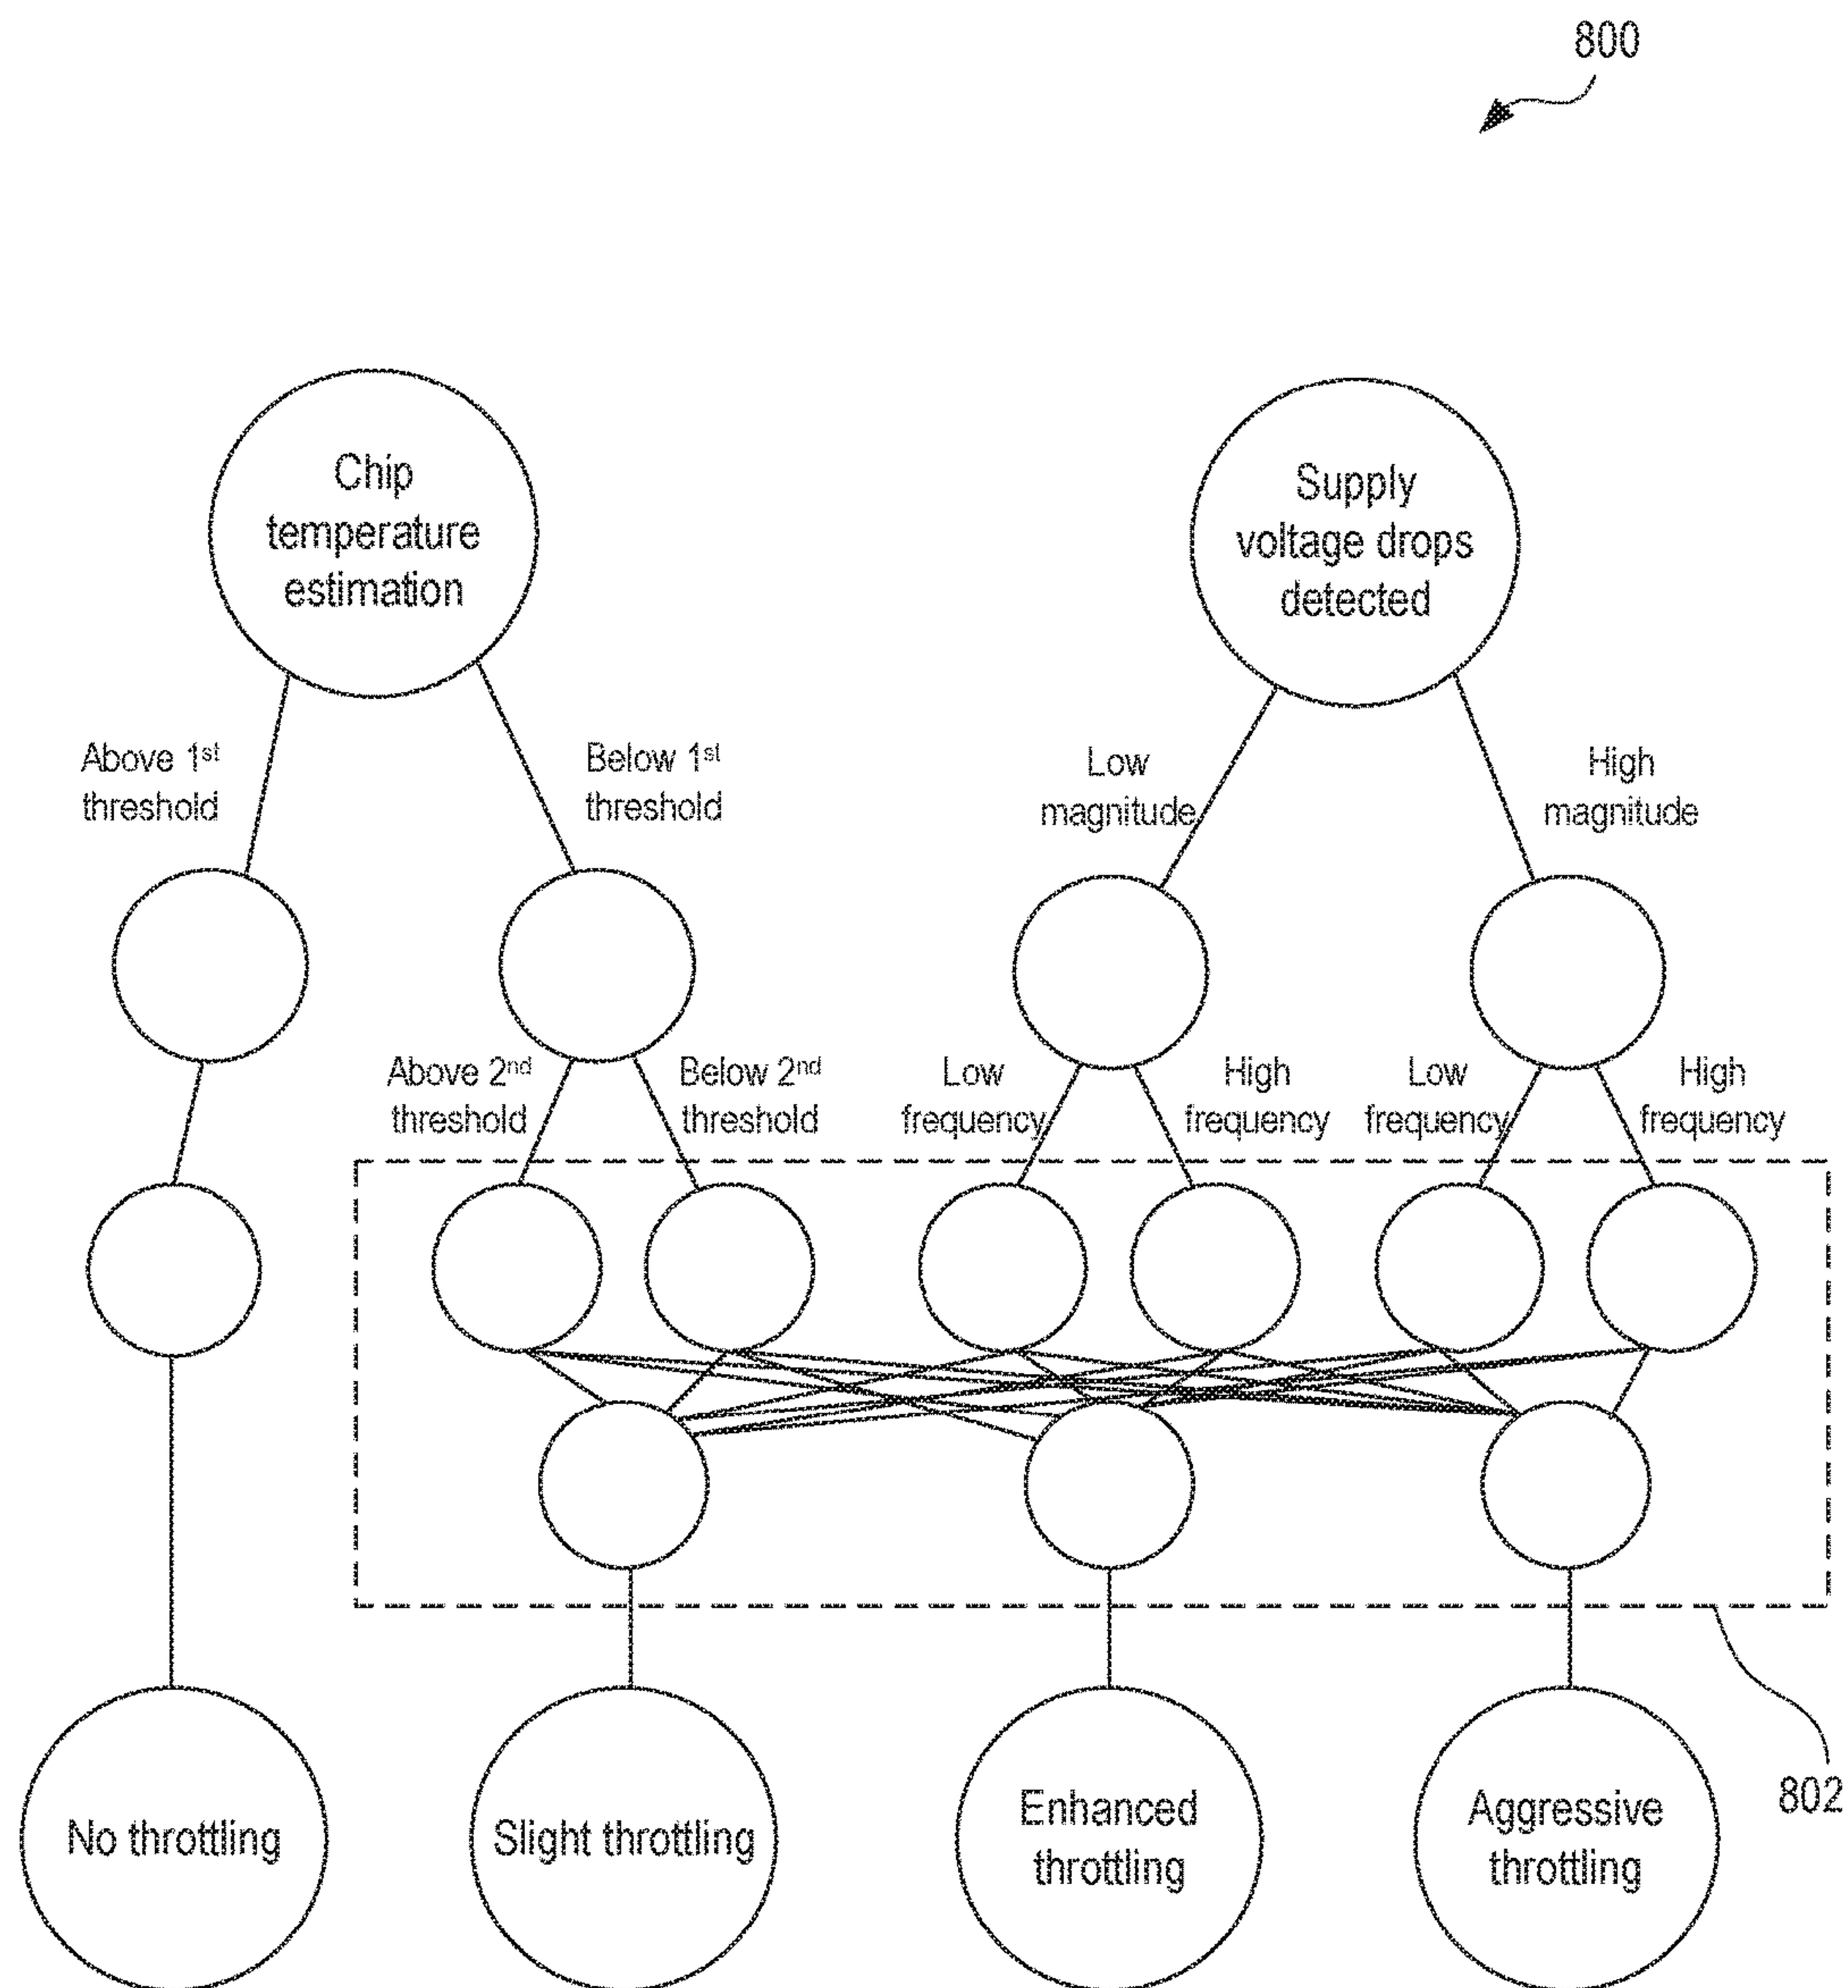 800
Chip
temperature
estimation
Supply
voltage drops
detected
Above 1st
threshold
Below 1st
threshold
Low
magnitude
High
magnitude
Above 2nd
threshold
Below 2nd
threshold
Low
frequency
High
frequency
Low
frequency
High
frequency
802
No throttling
Slight throttling
Enhanced
throttling
Aggressive
throttling